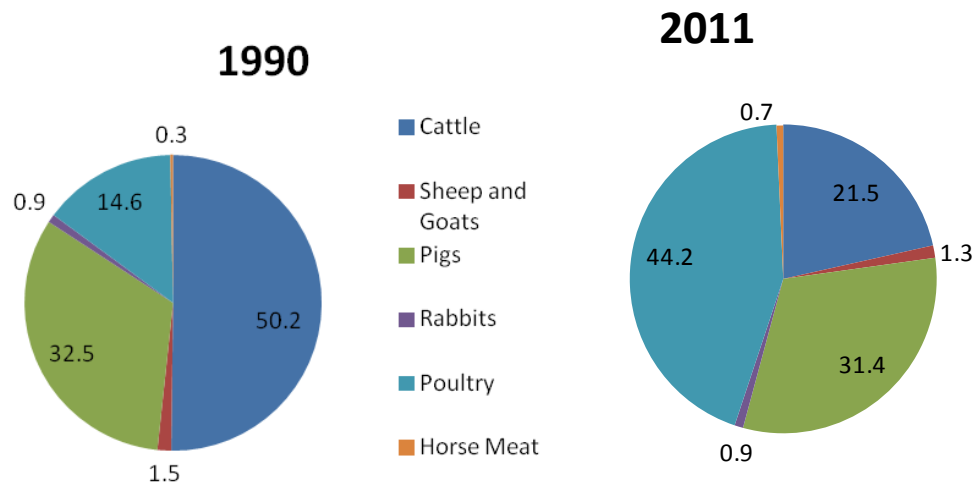 1990
0.3
0.9
14.6
50.2
32.5
1.5
Cattle
Sheep and
Goats
Pigs
Rabbits
Poultry
Horse Meat
2011
0.7
21.5
1.3
44.2
31.4
0.9